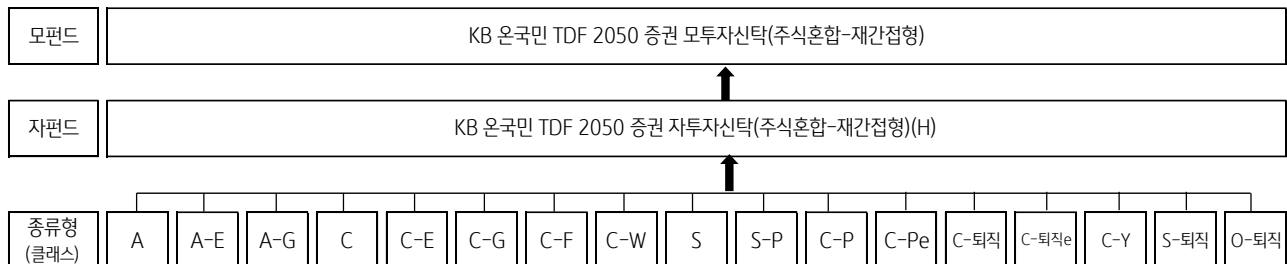 모펀드
KB 온국민 TDF 2050 증권 모투자신탁(주식혼합-재간접형)
자펀드
KB 온국민 TDF 2050 증권 자투자신탁(주식혼합-재간접형)(H)
종류형
(클래스)
A A-E A-G C C-E C-G C-F C-W S S-P C-P C-Pe C-퇴직 C-퇴직e C-Y S-퇴직 O-퇴직